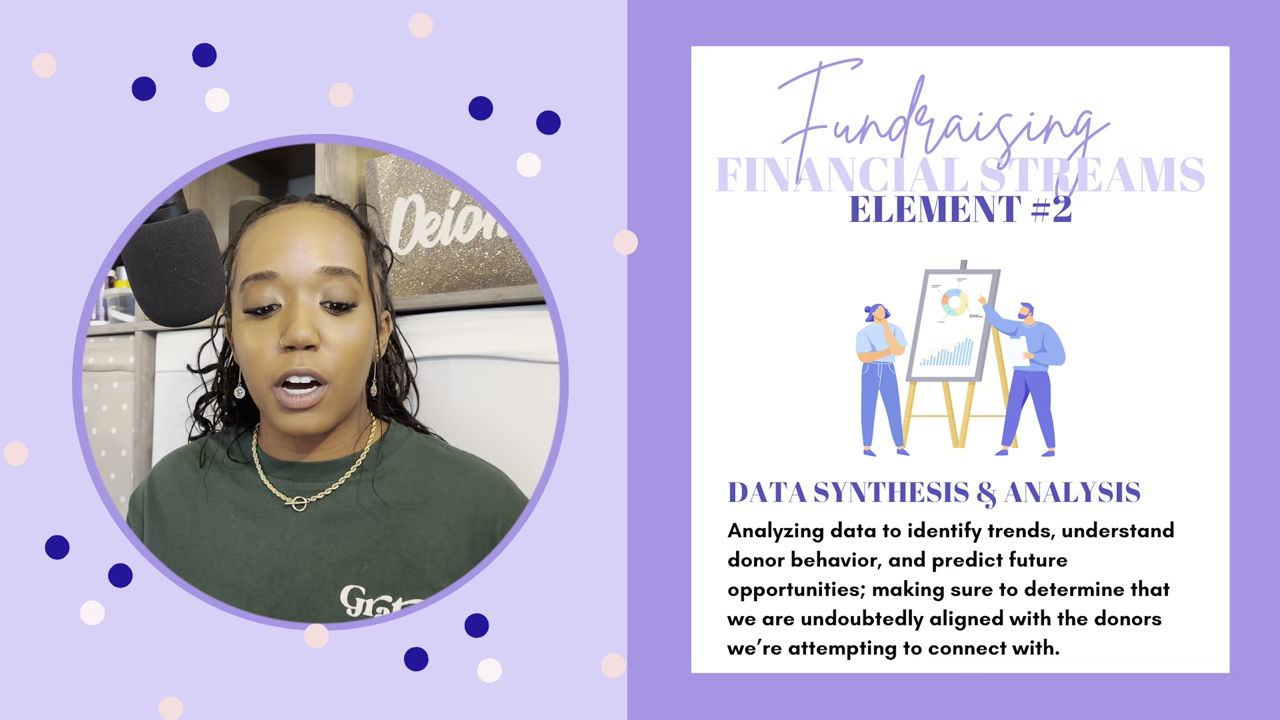 Fundraising
FINANCIAL STREAMS
ELEMENT #2
DATA SYNTHESIS & ANALYSIS
Analyzing data to identify trends, understand
donor behavior, and predict future
opportunities; making sure to determine that
we are undoubtedly aligned with the donors
we’re attempting to connect with.